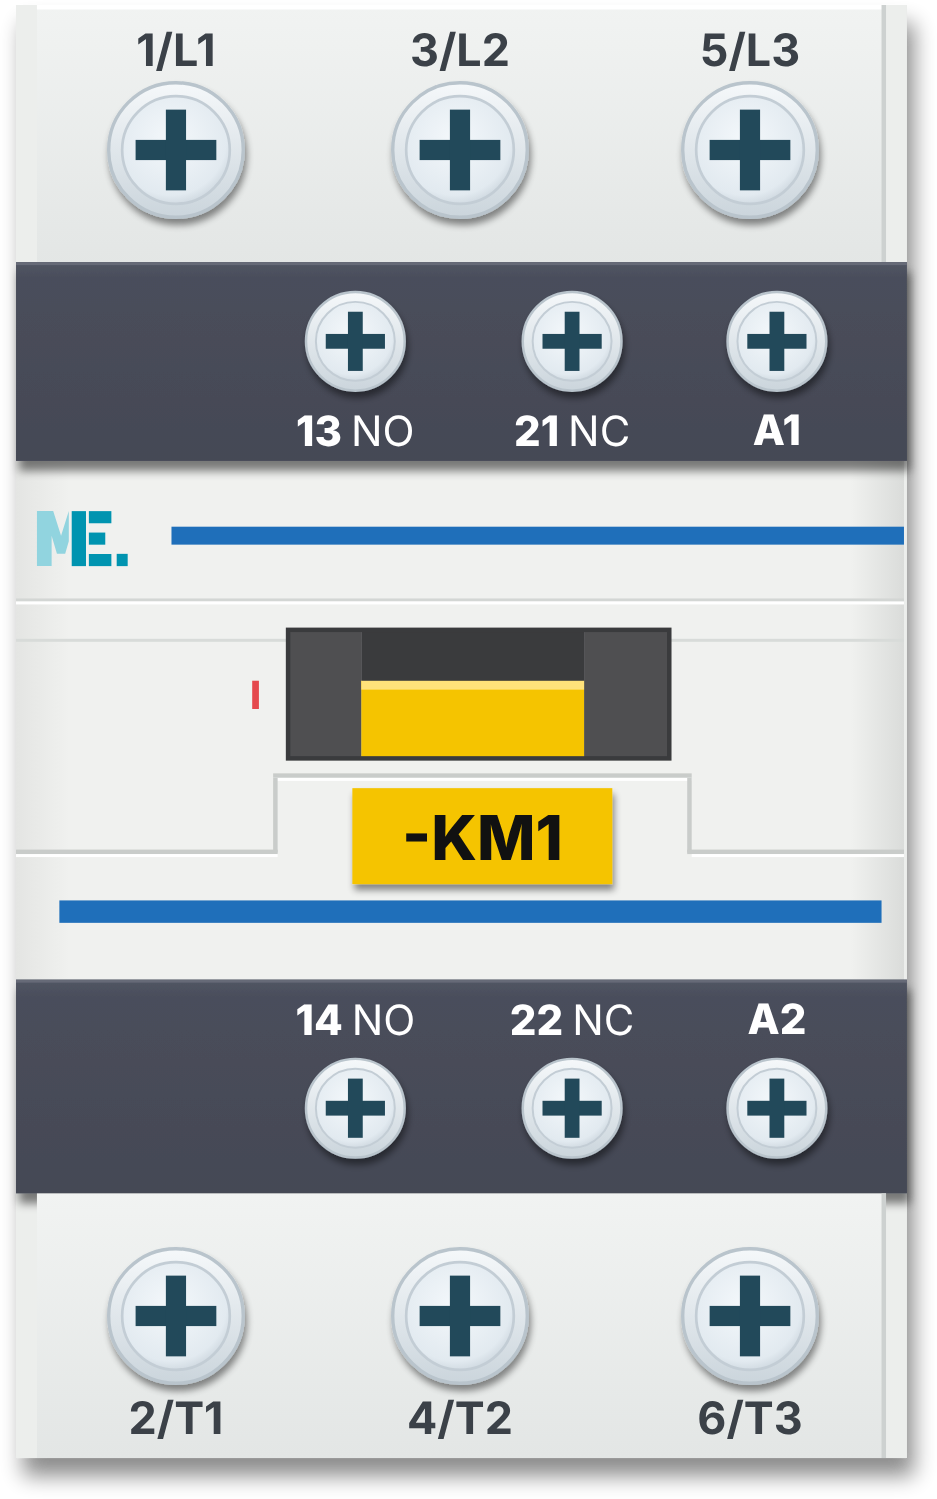 1/L1 3/L2 5/L3
13 NO 21 NC A1
ME.
I
-KM1
14 NO 22 NC A2
2/T1 4/T2 6/T3